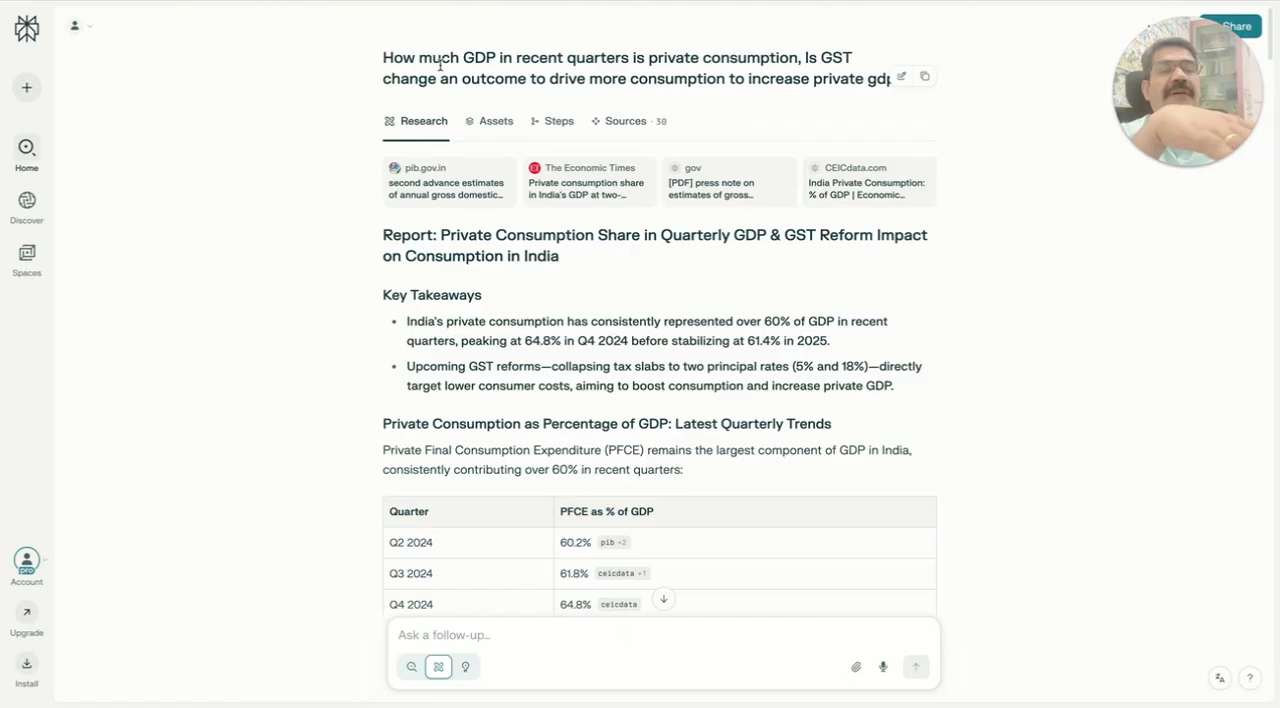 Share
How much GDP in recent quarters is private consumption, Is GST
change an outcome to drive more consumption to increase private gdp
Research
Assets
Steps
Sources · 30
pib.gov.in
second advance estimates
of annual gross domestic...
The Economic Times
Private consumption share
in India's GDP at two-...
gov
[PDF] press note on
estimates of gross...
CEICdata.com
India Private Consumption:
% of GDP | Economic...
Home
Discover
Spaces
Report: Private Consumption Share in Quarterly GDP & GST Reform Impact
on Consumption in India
Key Takeaways
• India's private consumption has consistently represented over 60% of GDP in recent
quarters, peaking at 64.8% in Q4 2024 before stabilizing at 61.4% in 2025.
• Upcoming GST reforms—collapsing tax slabs to two principal rates (5% and 18%)—directly
target lower consumer costs, aiming to boost consumption and increase private GDP.
Private Consumption as Percentage of GDP: Latest Quarterly Trends
Private Final Consumption Expenditure (PFCE) remains the largest component of GDP in India,
consistently contributing over 60% in recent quarters:
Quarter PFCE as % of GDP
Q2 2024 60.2% pib +2
Q3 2024 61.8% ceicdata +1
Q4 2024 64.8% ceicdata
Ask a follow-up...
pro
Account
Upgrade
Install